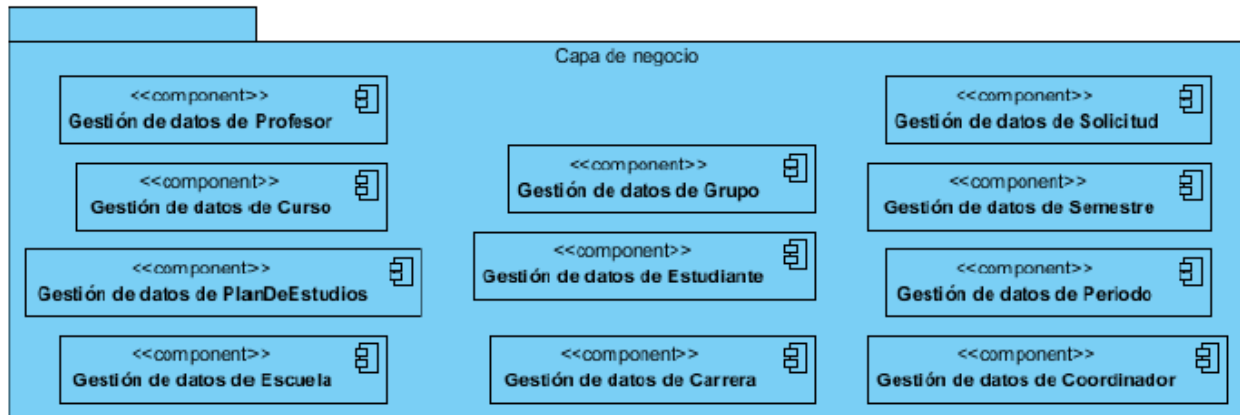 Capa de negocio
<<component>>
Gestión de datos de Profesor
<<component>>
Gestión de datos de Curso
<<component>>
Gestión de datos de PlanDeEstudios
<<component>>
Gestión de datos de Escuela
<<component>>
Gestión de datos de Grupo
<<component>>
Gestión de datos de Estudiante
<<component>>
Gestión de datos de Carrera
<<component>>
Gestión de datos de Solicitud
<<component>>
Gestión de datos de Semestre
<<component>>
Gestión de datos de Periodo
<<component>>
Gestión de datos de Coordinador